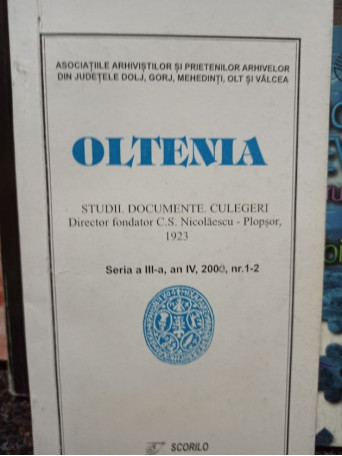 ASOCIAȚIILE ARHIVIȘTILOR ȘI PRIETENILOR ARHIVELOR
DIN JUDEȚELE DOLJ, GORJ, MEHEDINȚI, OLT ȘI VÂLCEA
OLTENIA
STUDII. DOCUMENTE. CULEGERI
Director fondator C.S. Nicolăescu - Plopșor,
1923
Seria a III-a, an IV, 2000, nr.1-2
SCORILO